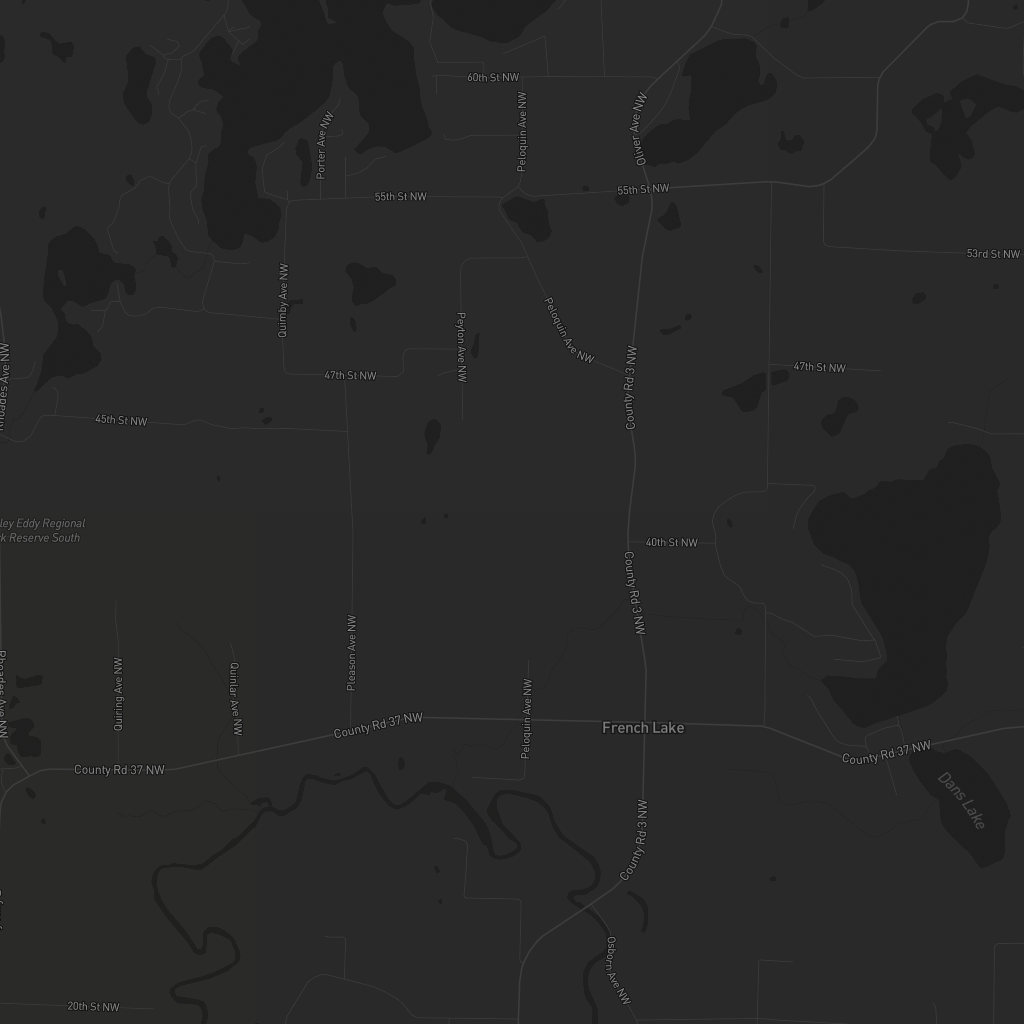 60th St NW
Peloquin Ave NW
Oliver Ave NW
Porter Ave NW
55th St NW
55th St NW
53rd St NW
Quimby Ave NW
Peyton Ave NW
Peloquin Ave NW
Rhoades Ave NW
County Rd 3 NW
47th St NW
47th St NW
45th St NW
ley Eddy Regional
rk Reserve South
40th St NW
County Rd 3 NW
Pleason Ave NW
Rhoades Ave NW
Quiring Ave NW
Quinlar Ave NW
Peloquin Ave NW
County Rd 37 NW
French Lake
County Rd 37 NW
County Rd 37 NW
Dans Lake
County Rd 3 NW
Osborn Ave NW
20th St NW